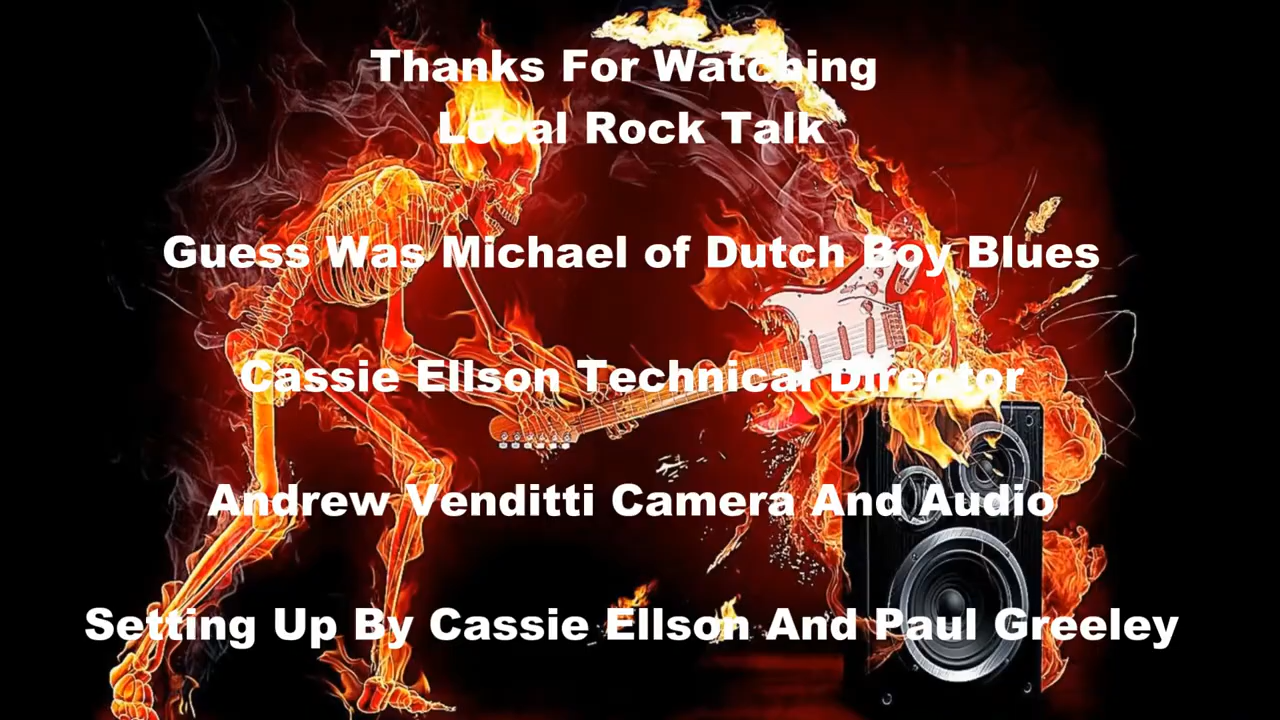 Thanks For Watching
Local Rock Talk
Guess Was Michael of Dutch Boy Blues
Cassie Ellson Technical Director
Andrew Venditti Camera And Audio
Setting Up By Cassie Ellson And Paul Greeley